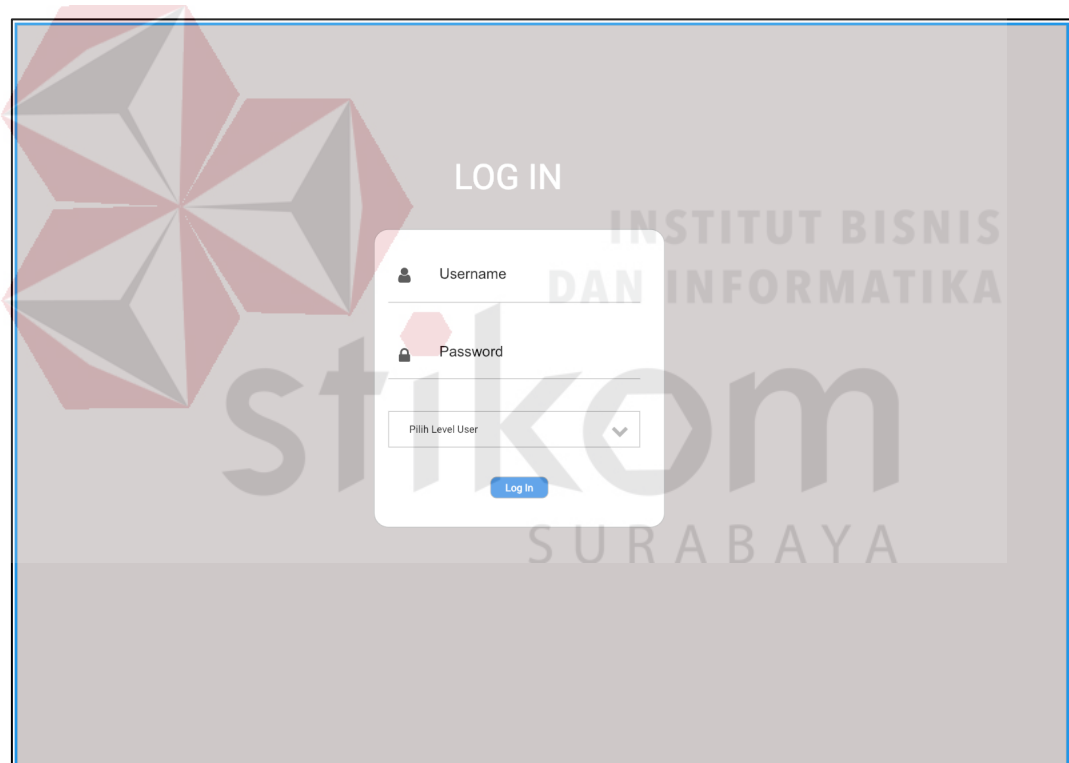 LOG IN
INSTITUT BISNIS
DAN INFORMATIKA
Username
Password
stikom
Pilih Level User
Log In
SURABAYA